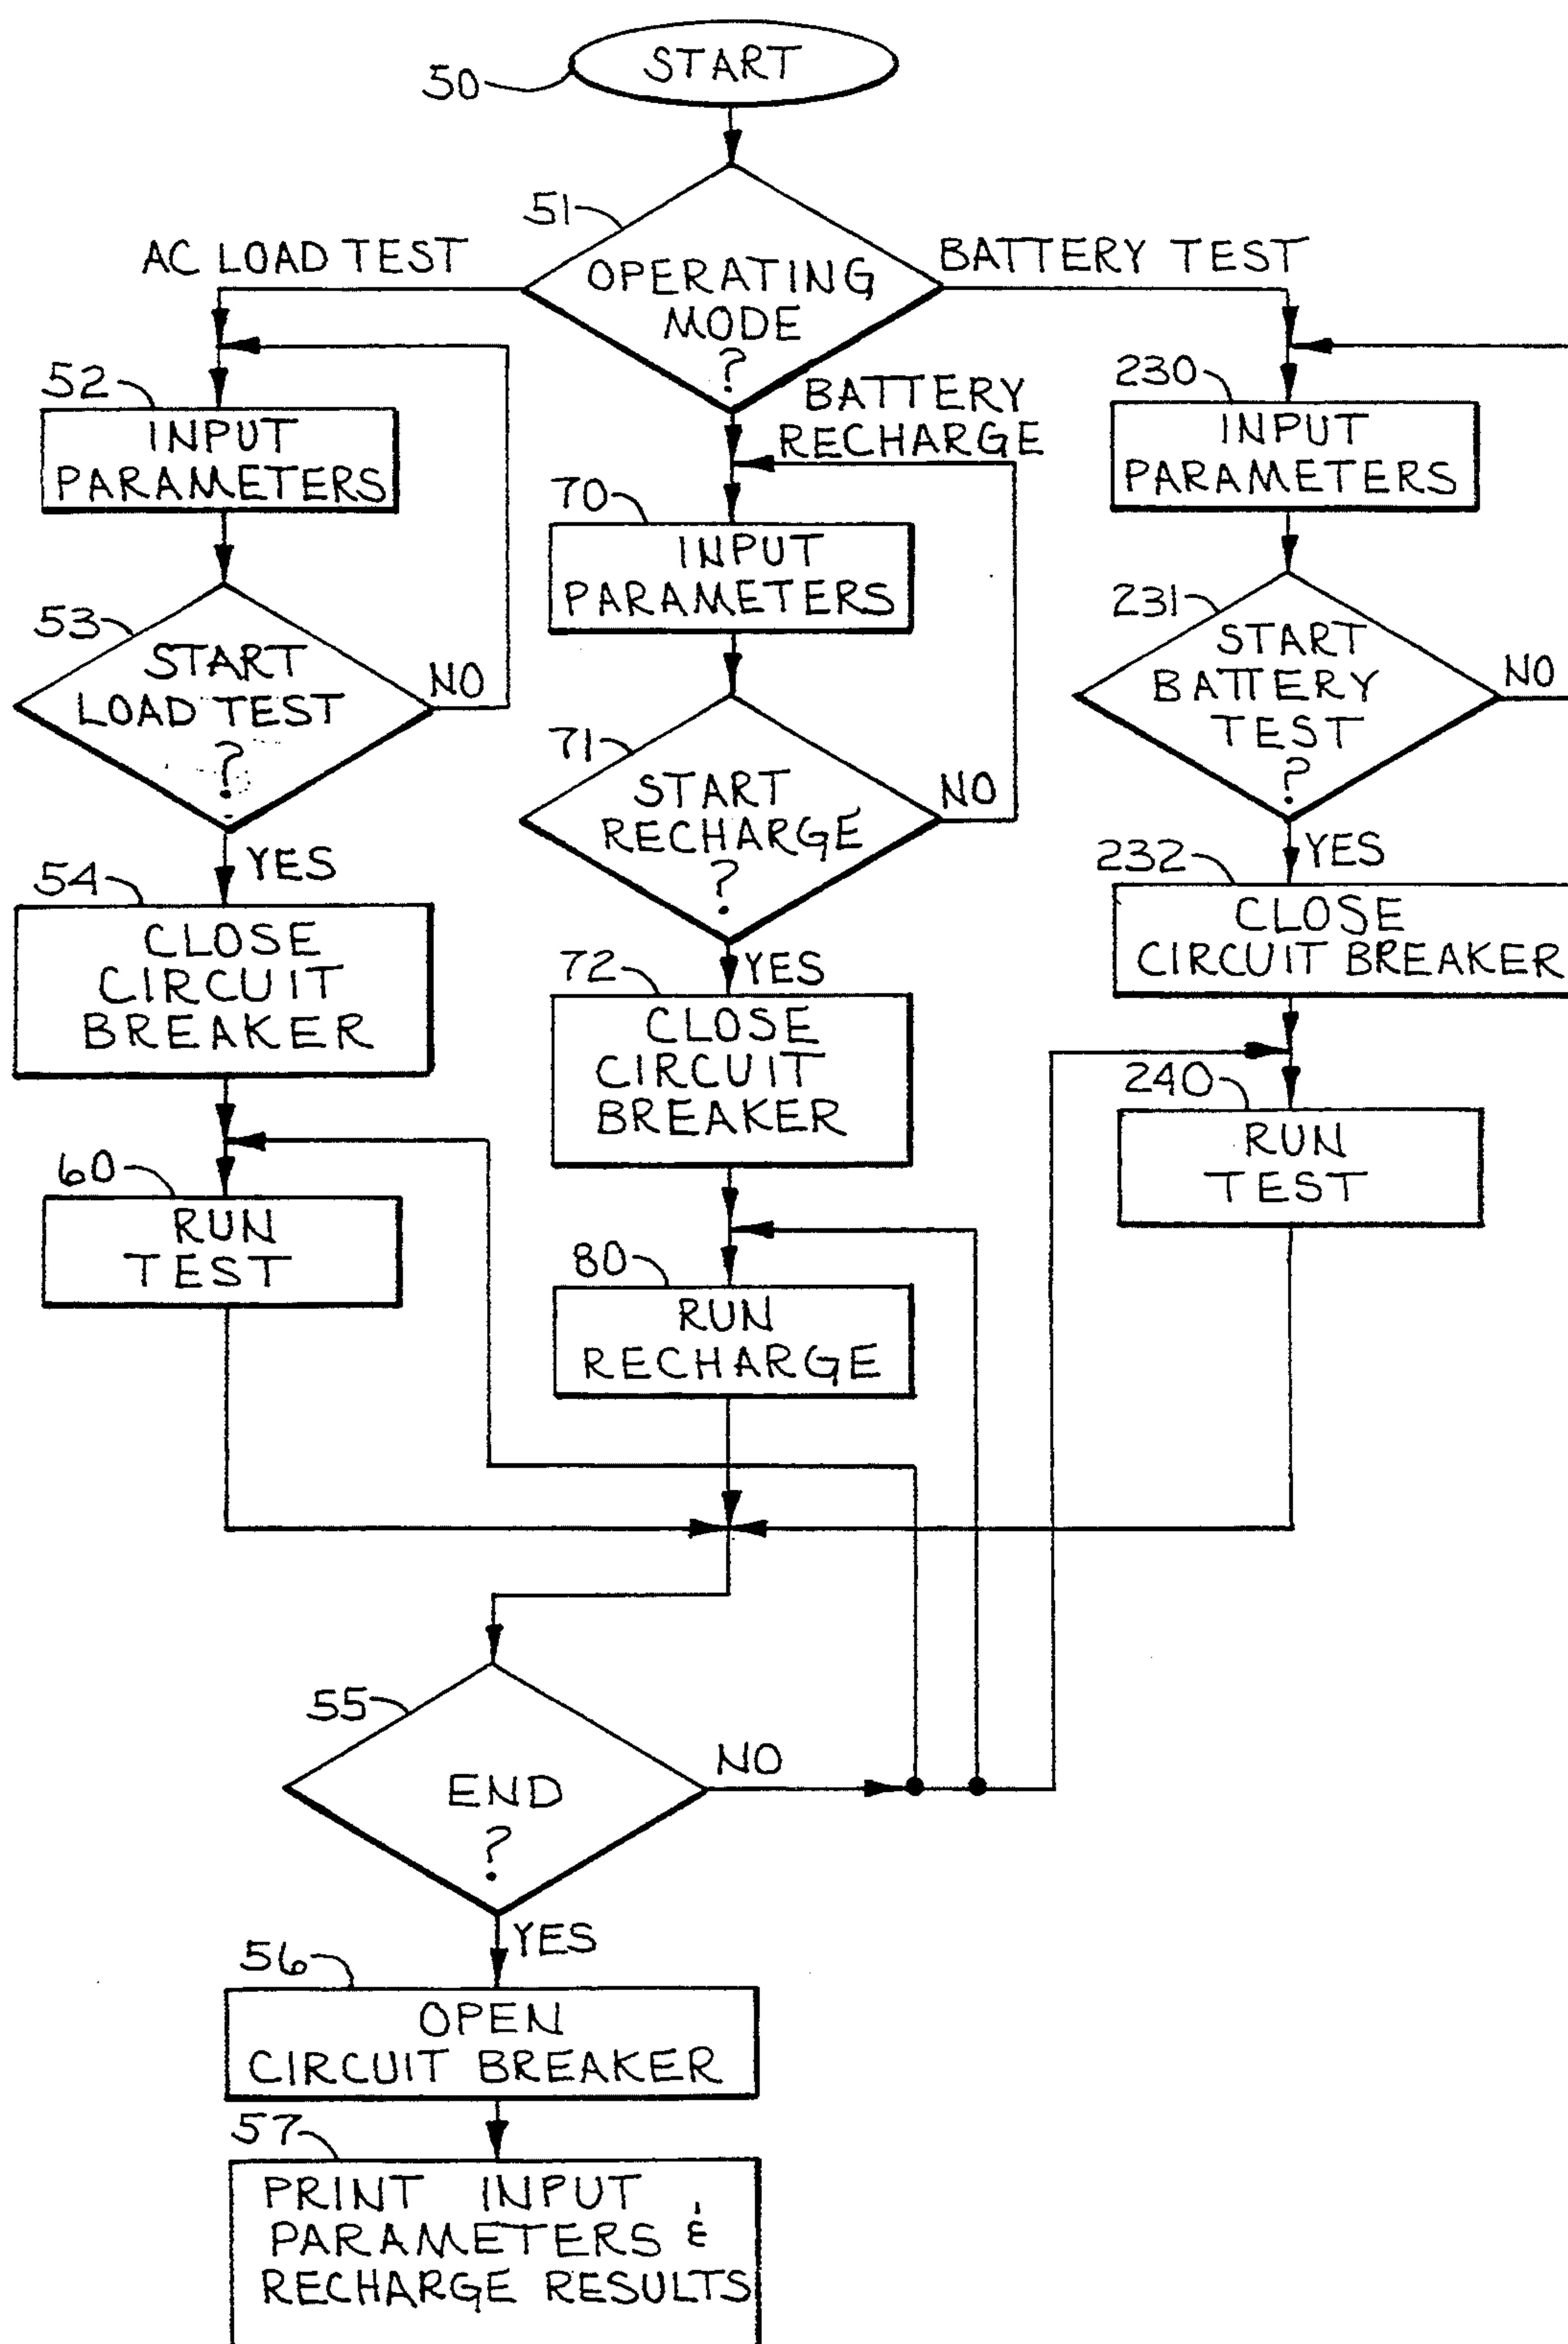 START
50
51
OPERATING
MODE
?
AC LOAD TEST
BATTERY TEST
BATTERY
RECHARGE
52
INPUT
PARAMETERS
53
START
LOAD TEST
?
NO
YES
54
CLOSE
CIRCUIT
BREAKER
60
RUN
TEST
70
INPUT
PARAMETERS
71
START
RECHARGE
?
NO
YES
72
CLOSE
CIRCUIT
BREAKER
80
RUN
RECHARGE
230
INPUT
PARAMETERS
231
START
BATTERY
TEST
?
NO
YES
232
CLOSE
CIRCUIT BREAKER
240
RUN
TEST
55
END
?
NO
YES
56
OPEN
CIRCUIT BREAKER
57
PRINT INPUT
PARAMETERS &
RECHARGE RESULTS